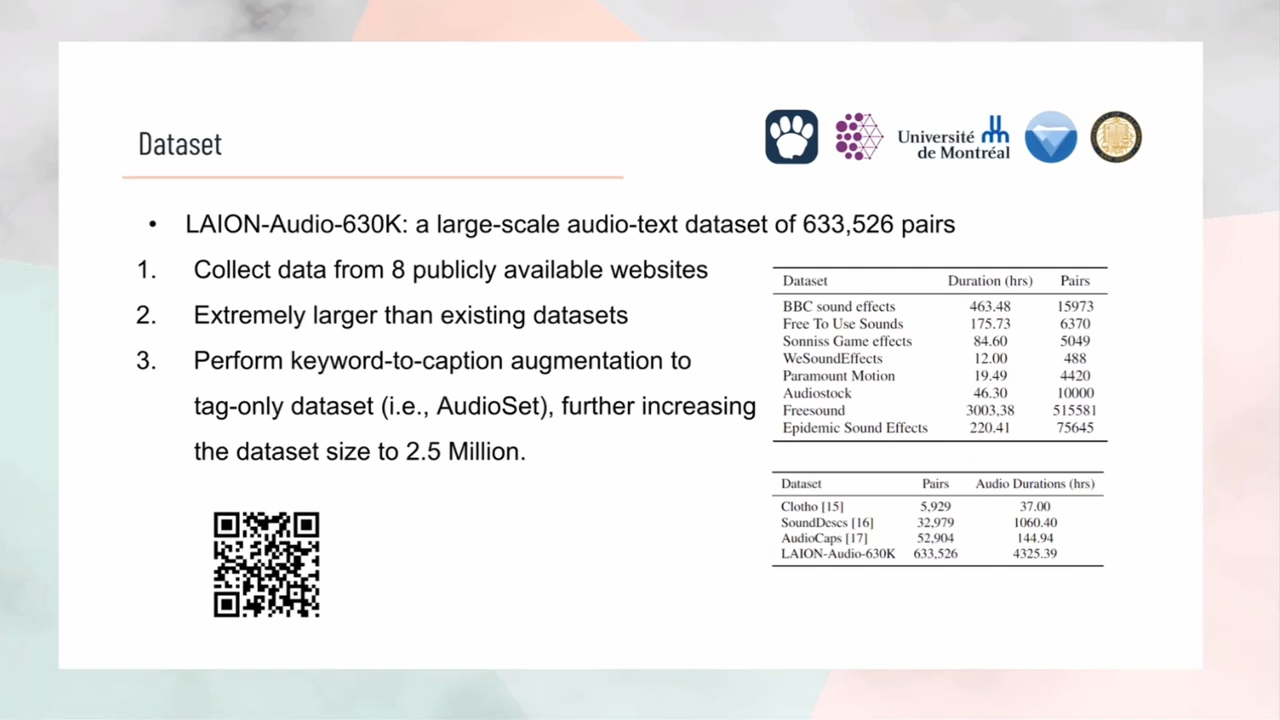 Dataset
Université
de Montréal
• LAION-Audio-630K: a large-scale audio-text dataset of 633,526 pairs
1. Collect data from 8 publicly available websites
2. Extremely larger than existing datasets
3. Perform keyword-to-caption augmentation to
tag-only dataset (i.e., AudioSet), further increasing
the dataset size to 2.5 Million.
Dataset Duration (hrs) Pairs
BBC sound effects 463.48 15973
Free To Use Sounds 175.73 6370
Sonniss Game effects 84.60 5049
WeSoundEffects 12.00 488
Paramount Motion 19.49 4420
Audiostock 46.30 10000
Freesound 3003.38 515581
Epidemic Sound Effects 220.41 75645
Dataset Pairs Audio Durations (hrs)
Clotho [15] 5,929 37.00
SoundDescs [16] 32,979 1060.40
AudioCaps [17] 52,904 144.94
LAION-Audio-630K 633,526 4325.39